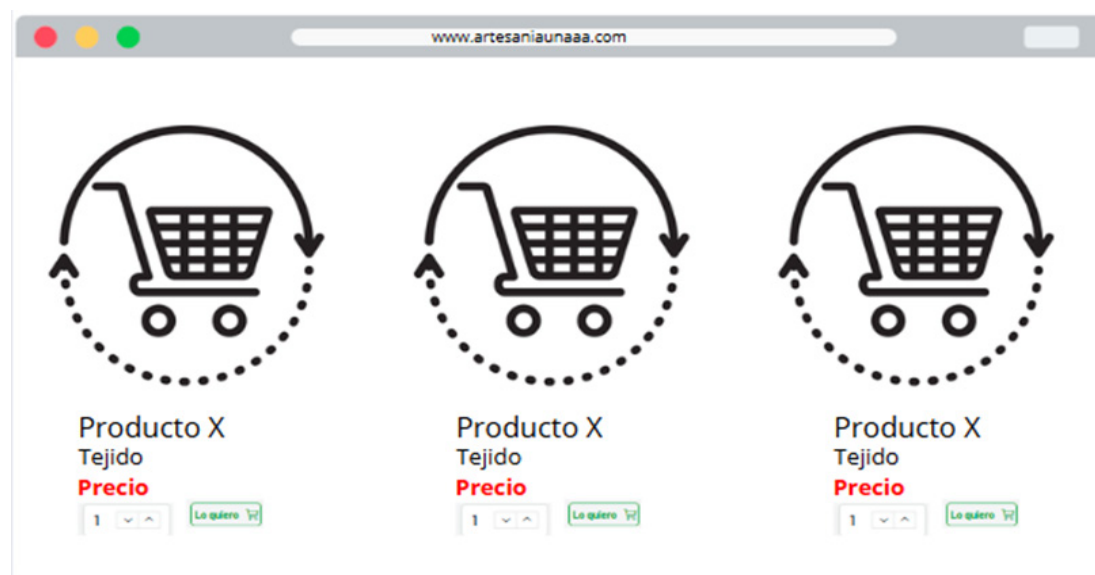 www.artesaniaunaaa.com
Producto X
Tejido
Precio
1
Lo quiero
Producto X
Tejido
Precio
1
Lo quiero
Producto X
Tejido
Precio
1
Lo quiero